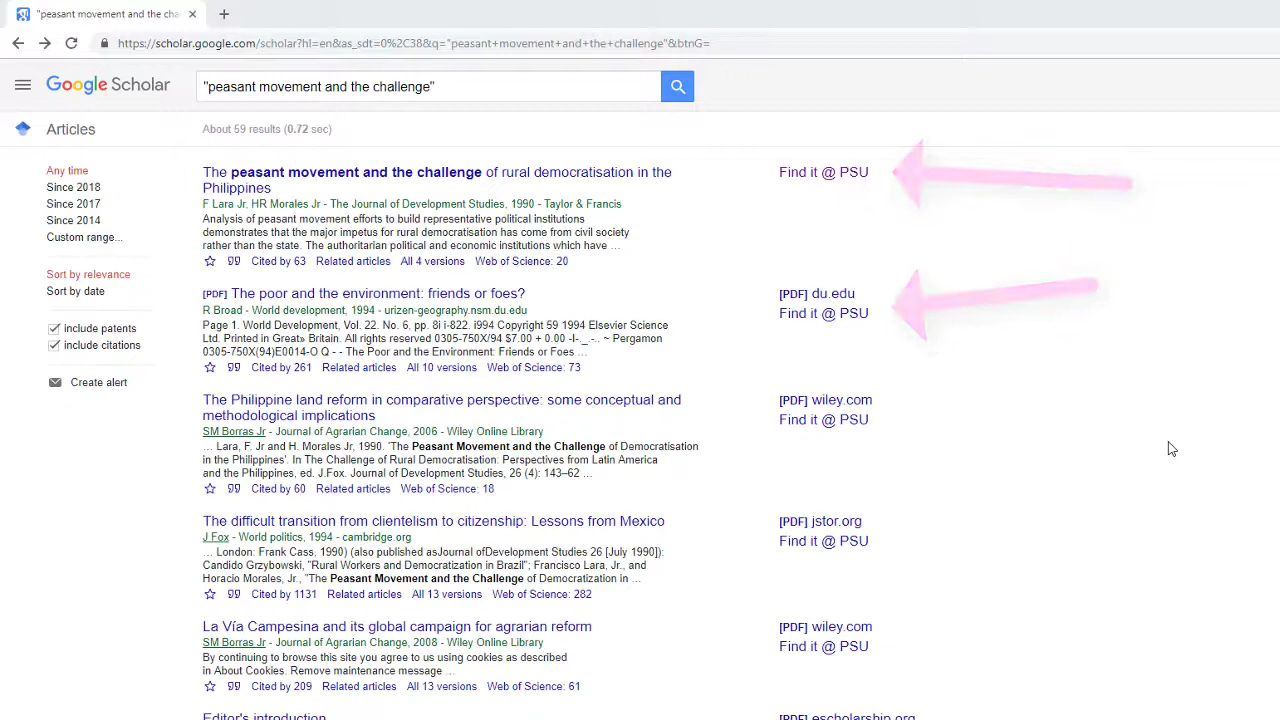 "peasant movement and the cha
https://scholar.google.com/scholar?hl=en&as_sdt=0%2C38&q="peasant+movement+and+the+challenge"&btnG=
Google Scholar
"peasant movement and the challenge"
Articles
About 59 results (0.72 sec)
Any time
Since 2018
Since 2017
Since 2014
Custom range...
Sort by relevance
Sort by date
include patents
include citations
Create alert
The peasant movement and the challenge of rural democratisation in the
Philippines
F Lara Jr, HR Morales Jr - The Journal of Development Studies, 1990 - Taylor & Francis
Analysis of peasant movement efforts to build representative political institutions
demonstrates that the major impetus for rural democratisation has come from civil society
rather than the state. The authoritarian political and economic institutions which have ...
Cited by 63 Related articles All 4 versions Web of Science: 20
Find it @ PSU
[PDF] The poor and the environment: friends or foes?
R Broad - World development, 1994 - urizen-geography.nsm.du.edu
Page 1. World Development, Vol. 22. No. 6, pp. 8i i-822. i994 Copyright 59 1994 Elsevier Science
Ltd. Printed in Great» Britain. All rights reserved 0305-750X/94 $7.00 + 0.00 -I-._.-.. ~ Pergamon
0305-750X(94)E0014-O Q - - The Poor and the Environment: Friends or Foes ...
Cited by 261 Related articles All 10 versions Web of Science: 73
[PDF] du.edu
Find it @ PSU
The Philippine land reform in comparative perspective: some conceptual and
methodological implications
SM Borras Jr - Journal of Agrarian Change, 2006 - Wiley Online Library
... Lara, F. Jr and H. Morales Jr, 1990. 'The Peasant Movement and the Challenge of Democratisation
in the Philippines'. In The Challenge of Rural Democratisation: Perspectives from Latin America
and the Philippines, ed. J.Fox. Journal of Development Studies, 26 (4): 143–62 ...
Cited by 60 Related articles Web of Science: 18
[PDF] wiley.com
Find it @ PSU
The difficult transition from clientelism to citizenship: Lessons from Mexico
J Fox - World politics, 1994 - cambridge.org
... London: Frank Cass, 1990) (also published asJournal ofDevelopment Studies 26 [July 1990]):
Candido Grzybowski, "Rural Workers and Democratization in Brazil"; Francisco Lara, Jr., and
Horacio Morales, Jr., "The Peasant Movement and the Challenge of Democratization in ...
Cited by 1131 Related articles All 13 versions Web of Science: 282
[PDF] jstor.org
Find it @ PSU
La Vía Campesina and its global campaign for agrarian reform
SM Borras Jr - Journal of Agrarian Change, 2008 - Wiley Online Library
By continuing to browse this site you agree to us using cookies as described
in About Cookies. Remove maintenance message ...
Cited by 209 Related articles All 13 versions Web of Science: 61
[PDF] wiley.com
Find it @ PSU
Editor's introduction
[PDF] escholarship.org